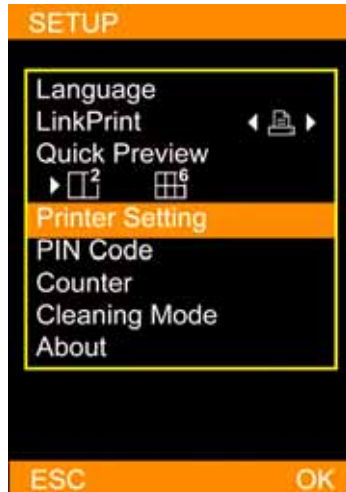 SETUP
Language
LinkPrint
Quick Preview
2 6
Printer Setting
PIN Code
Counter
Cleaning Mode
About
ESC OK